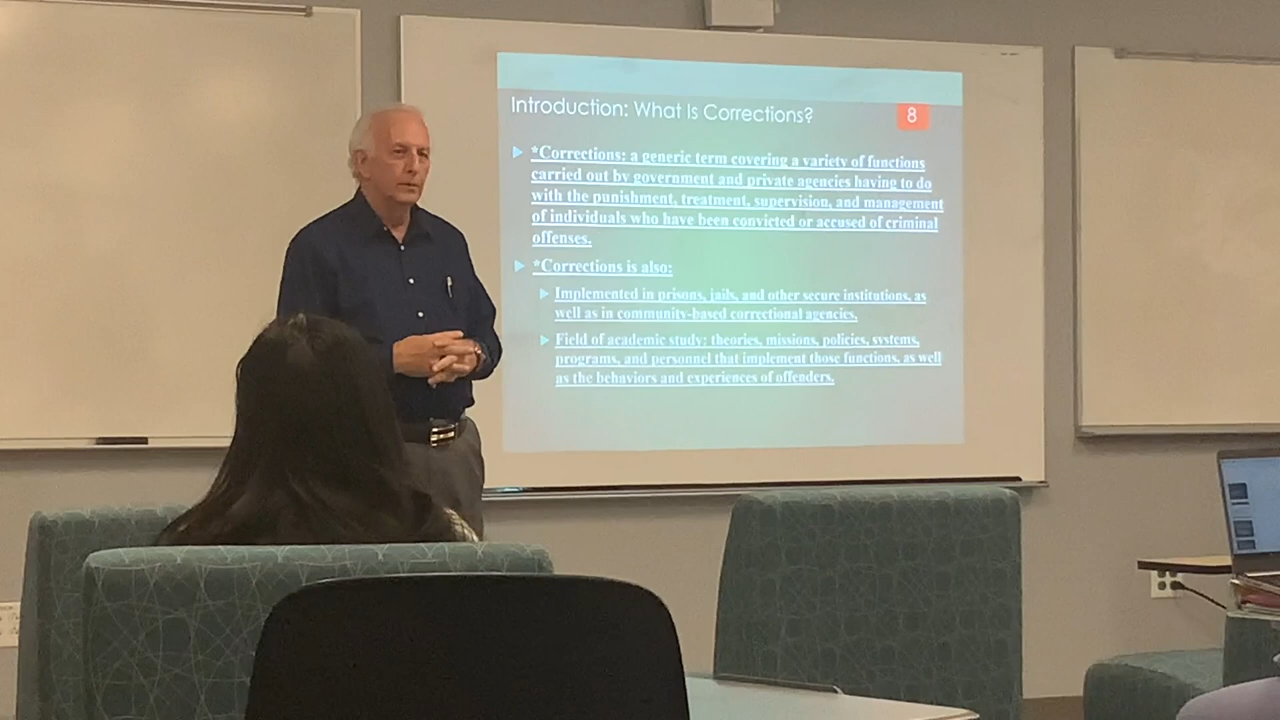 Introduction: What Is Corrections?
8
*Corrections: a generic term covering a variety of functions
carried out by government and private agencies having to do
with the punishment, treatment, supervision, and management
of individuals who have been convicted or accused of criminal
offenses.
*Corrections is also:
Implemented in prisons, jails, and other secure institutions, as
well as in community-based correctional agencies.
Field of academic study: theories, missions, policies, systems,
programs, and personnel that implement those functions, as well
as the behaviors and experiences of offenders.